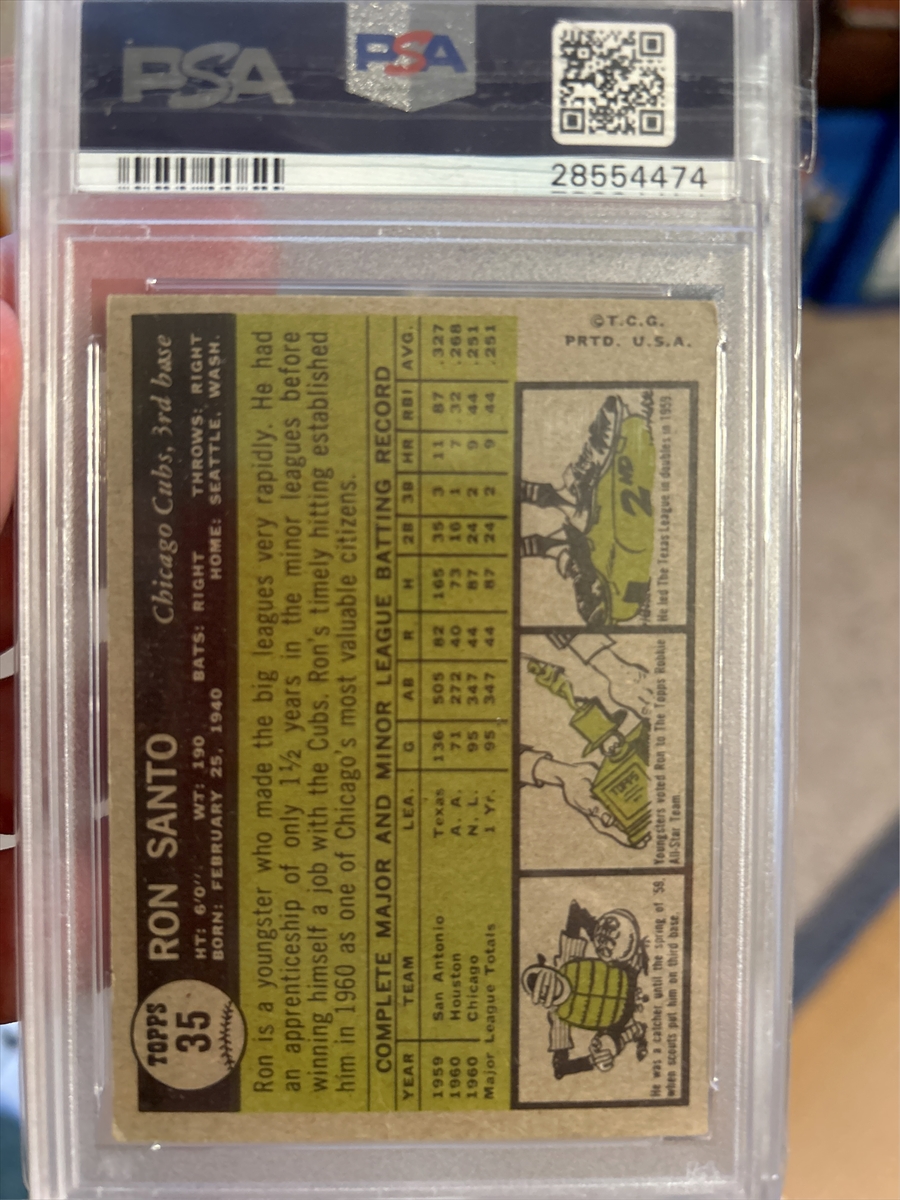 PSA
PSA
28554474
TOPPS
35
RON SANTO
Chicago Cubs, 3rd base
HT: 6'0". WT: 190 BATS: RIGHT THROWS: RIGHT
BORN: FEBRUARY 25, 1940 HOME: SEATTLE, WASH.
Ron is a youngster who made the big leagues very rapidly. He had
an apprenticeship of only 1½ years in the minor leagues before
winning himself a job with the Cubs. Ron's timely hitting established
him in 1960 as one of Chicago's most valuable citizens.
COMPLETE MAJOR AND MINOR LEAGUE BATTING RECORD
YEAR TEAM LEA. G AB R H 2B 3B HR RBI AVG.
1959 San Antonio Texas 136 505 82 165 35 3 11 87 .327
1960 Houston A. A. 71 272 40 73 16 1 7 32 .268
1960 Chicago N. L. 95 347 44 87 24 2 9 44 .251
Major League Totals 1 Yr. 95 347 44 87 24 2 9 44 .251
He was a catcher until the spring of '59,
when scouts put him on third base.
Youngsters voted Ron to The Topps Rookie
All-Star Team
2ND
He led The Texas League in doubles in 1959.
©T.C.G.
PRTD. U.S.A.